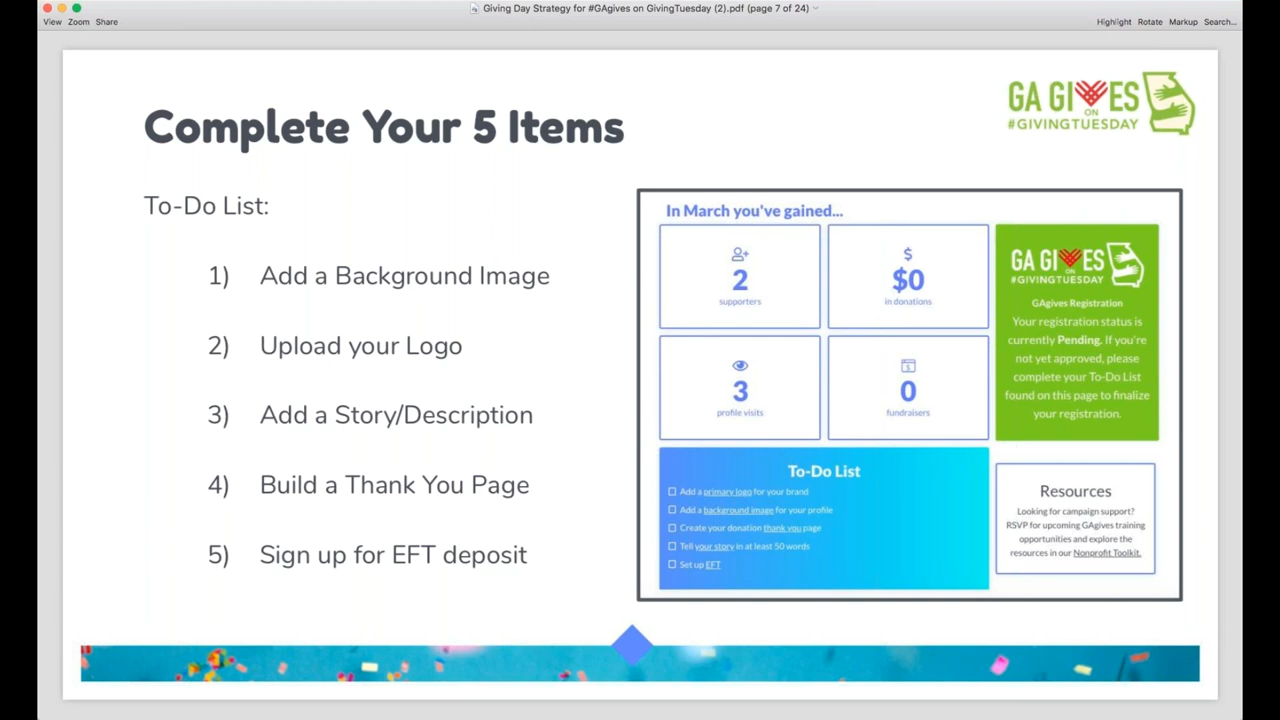 Giving Day Strategy for #GAgives on GivingTuesday (2).pdf (page 7 of 24)
View Zoom Share
Highlight Rotate Markup Search...
GA GIVES
ON
#GIVINGTUESDAY
Complete Your 5 Items
To-Do List:
1) Add a Background Image
2) Upload your Logo
3) Add a Story/Description
4) Build a Thank You Page
5) Sign up for EFT deposit
In March you've gained...
2
supporters
$0
in donations
3
profile visits
0
fundraisers
GA GIVES
ON
#GIVINGTUESDAY
GAgives Registration
Your registration status is
currently Pending. If you're
not yet approved, please
complete your To-Do List
found on this page to finalize
your registration.
To-Do List
Add a primary logo for your brand
Add a background image for your profile
Create your donation thank you page
Tell your story in at least 50 words
Set up EFT
Resources
Looking for campaign support?
RSVP for upcoming GAgives training
opportunities and explore the
resources in our Nonprofit Toolkit.